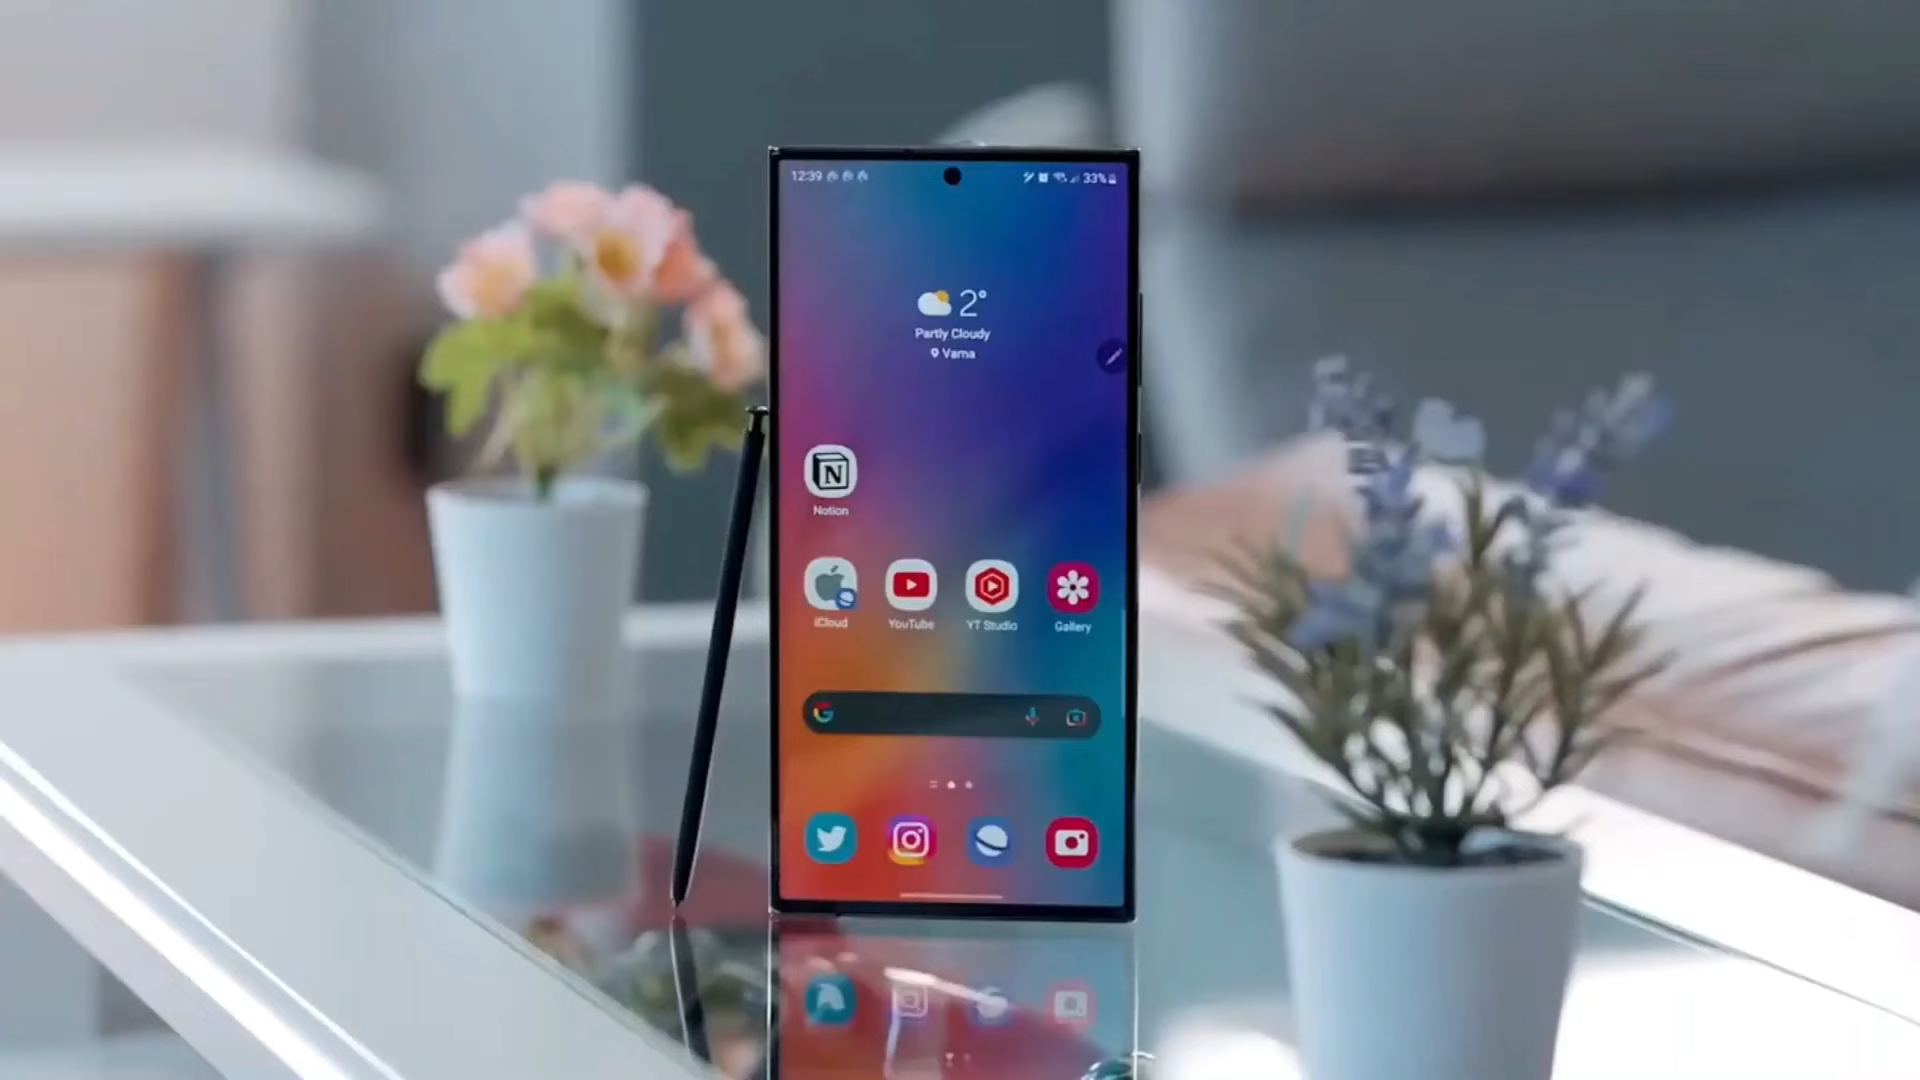 12:39
33%
2°
Partly Cloudy
Varna
N
Notion
iCloud
YouTube
YT Studio
Gallery
G